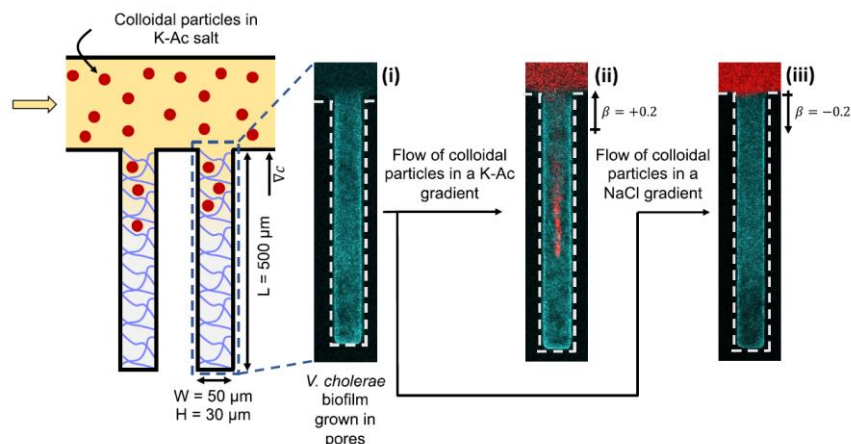 Colloidal particles in
K-Ac salt
∇c
L = 500 µm
W = 50 µm
H = 30 µm
(i)
V. cholerae
biofilm
grown in
pores
Flow of colloidal
particles in a K-Ac
gradient
(ii)
β = +0.2
Flow of colloidal
particles in a
NaCl gradient
(iii)
β = −0.2